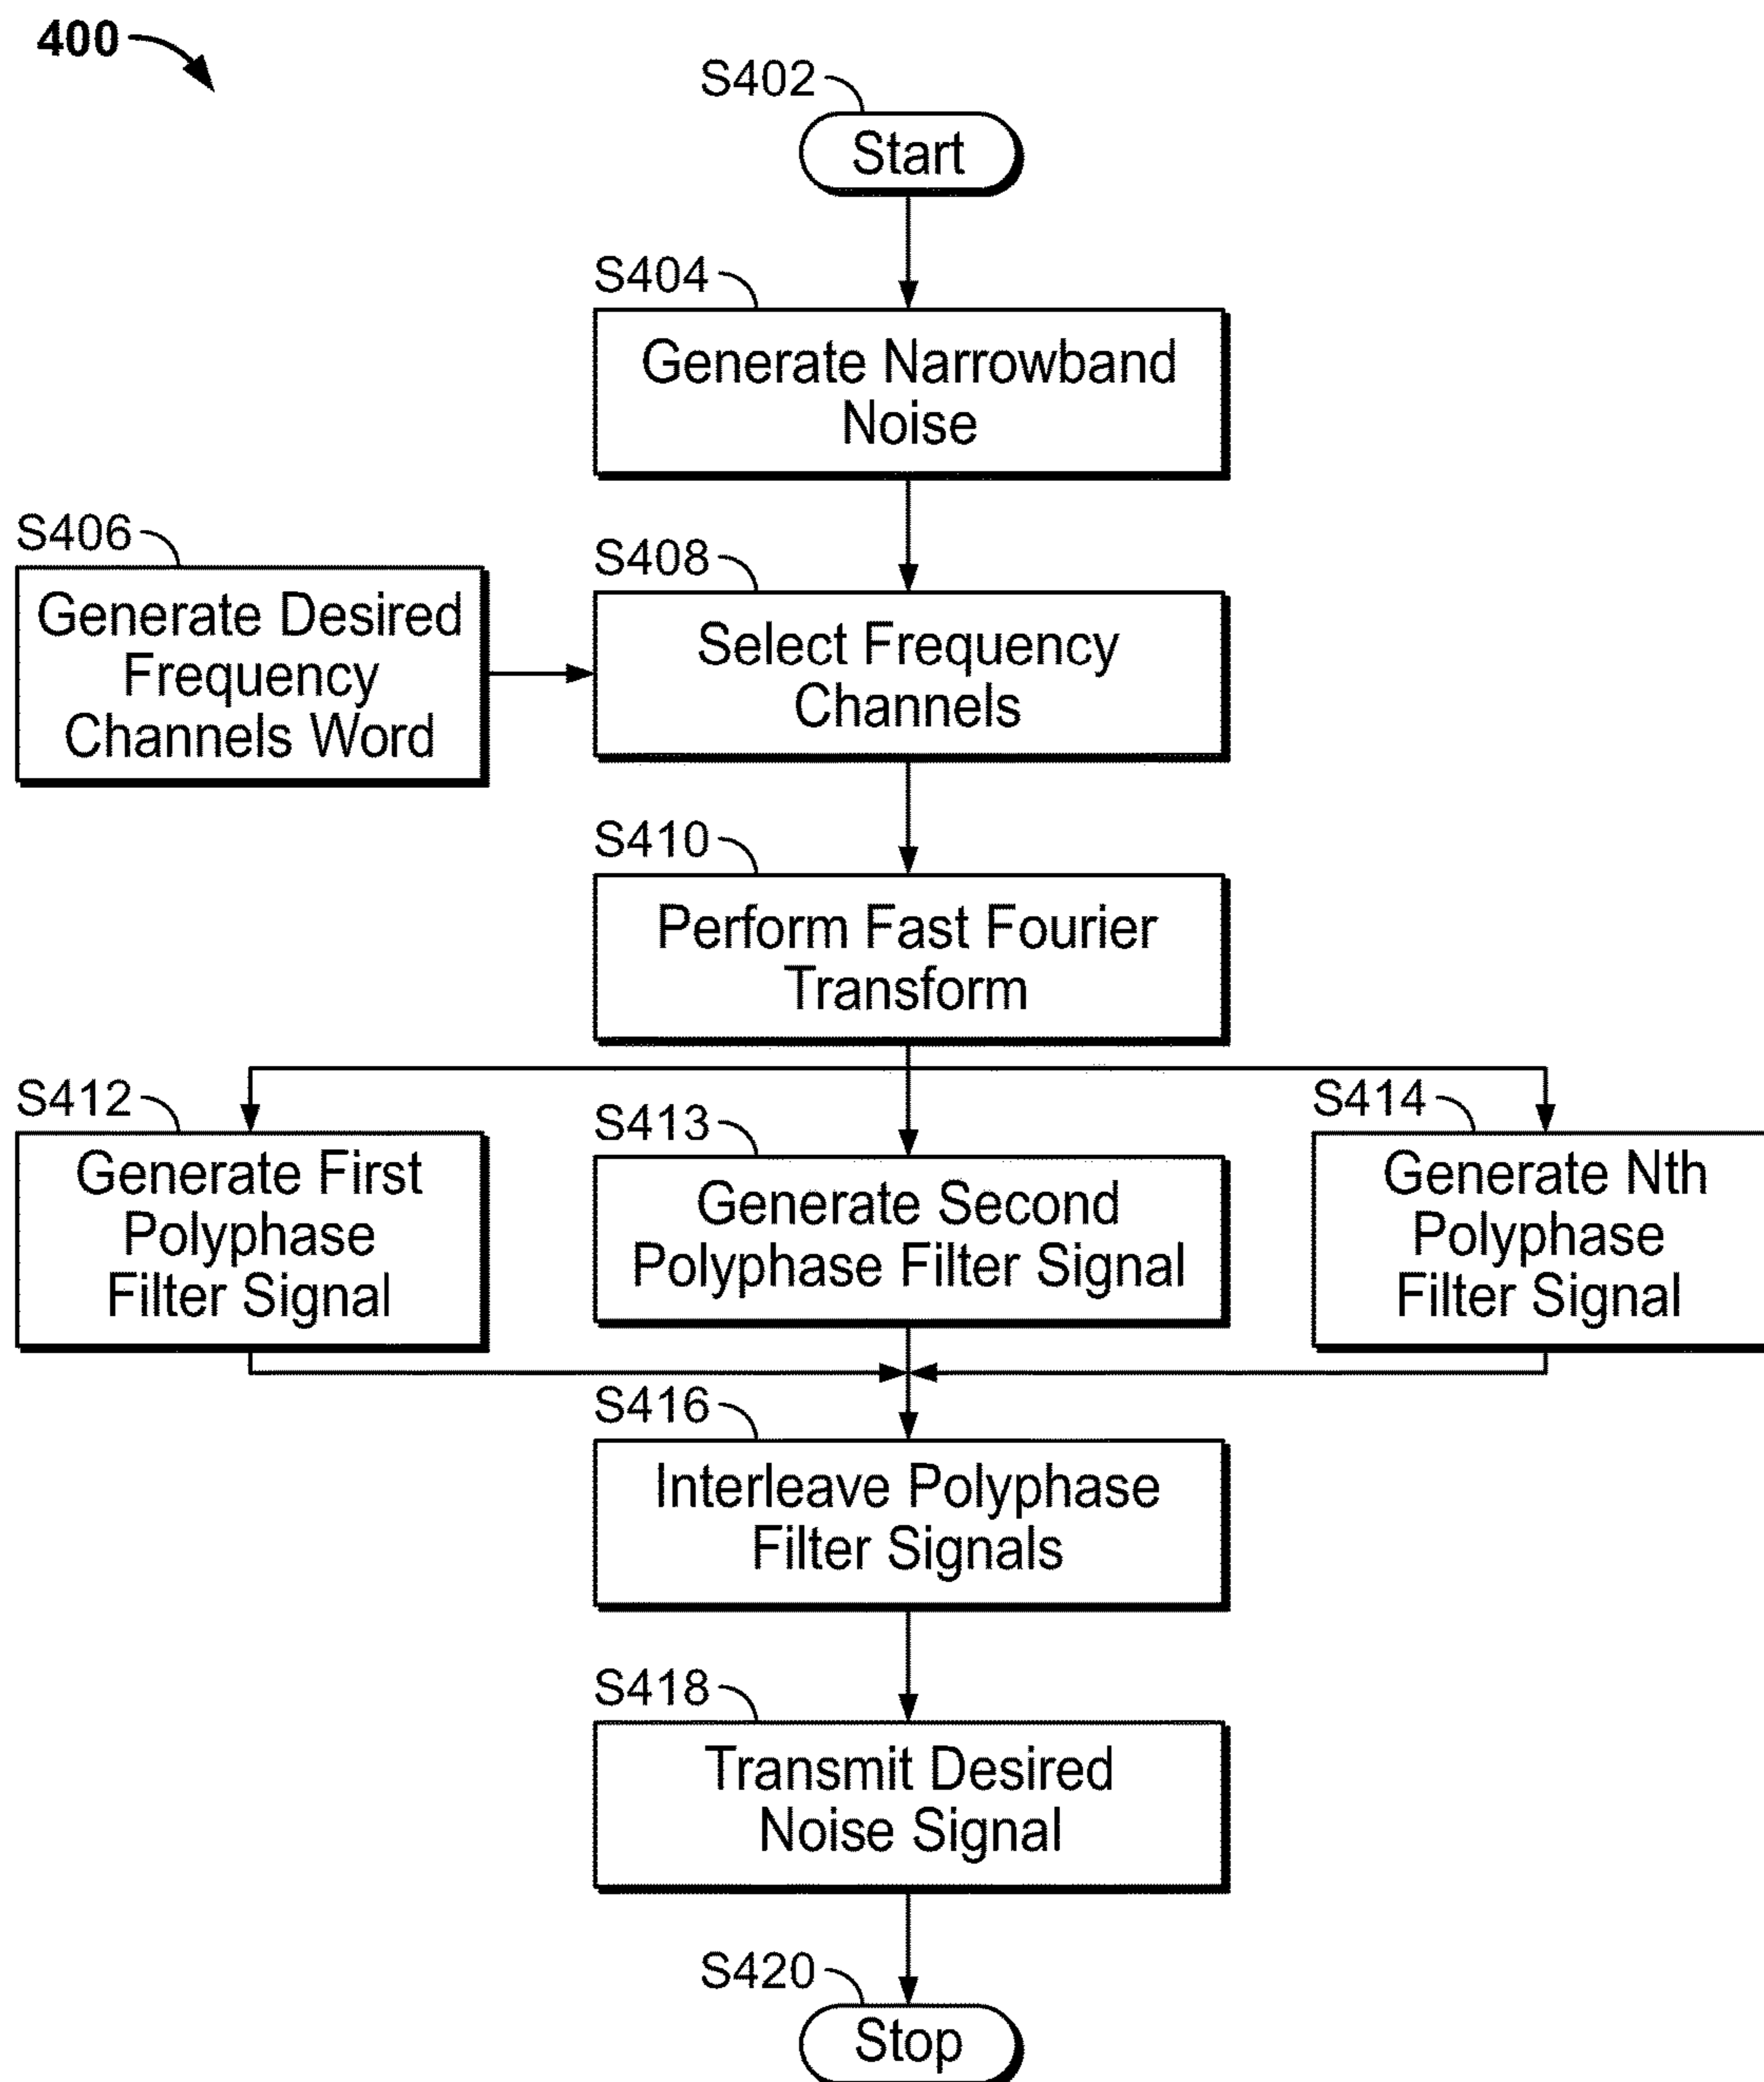 400
S402
Start
S404
Generate Narrowband
Noise
S406
Generate Desired
Frequency
Channels Word
S408
Select Frequency
Channels
S410
Perform Fast Fourier
Transform
S412
Generate First
Polyphase
Filter Signal
S413
Generate Second
Polyphase Filter Signal
S414
Generate Nth
Polyphase
Filter Signal
S416
Interleave Polyphase
Filter Signals
S418
Transmit Desired
Noise Signal
S420
Stop